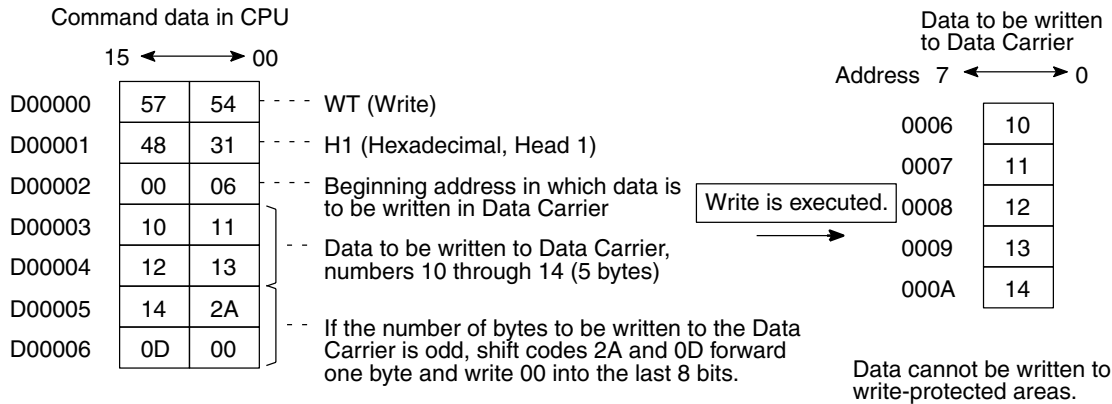 Command data in CPU
15 00
D00000 57 54 WT (Write)
D00001 48 31 H1 (Hexadecimal, Head 1)
D00002 00 06 Beginning address in which data is
to be written in Data Carrier
D00003 10 11
D00004 12 13
Data to be written to Data Carrier,
numbers 10 through 14 (5 bytes)
D00005 14 2A
D00006 0D 00
If the number of bytes to be written to the Data
Carrier is odd, shift codes 2A and 0D forward
one byte and write 00 into the last 8 bits.
Write is executed.
Data to be written
to Data Carrier
Address 7 0
0006 10
0007 11
0008 12
0009 13
000A 14
Data cannot be written to
write-protected areas.